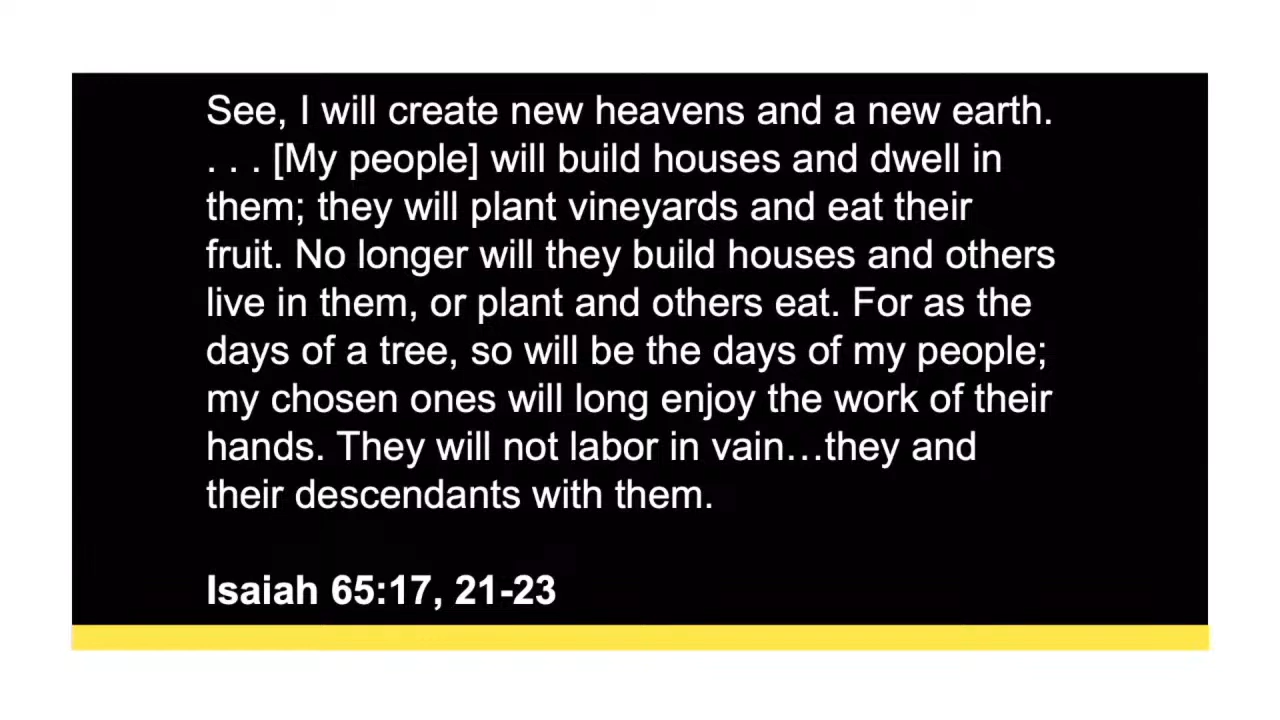 See, I will create new heavens and a new earth.
. . . [My people] will build houses and dwell in
them; they will plant vineyards and eat their
fruit. No longer will they build houses and others
live in them, or plant and others eat. For as the
days of a tree, so will be the days of my people;
my chosen ones will long enjoy the work of their
hands. They will not labor in vain…they and
their descendants with them.
Isaiah 65:17, 21-23